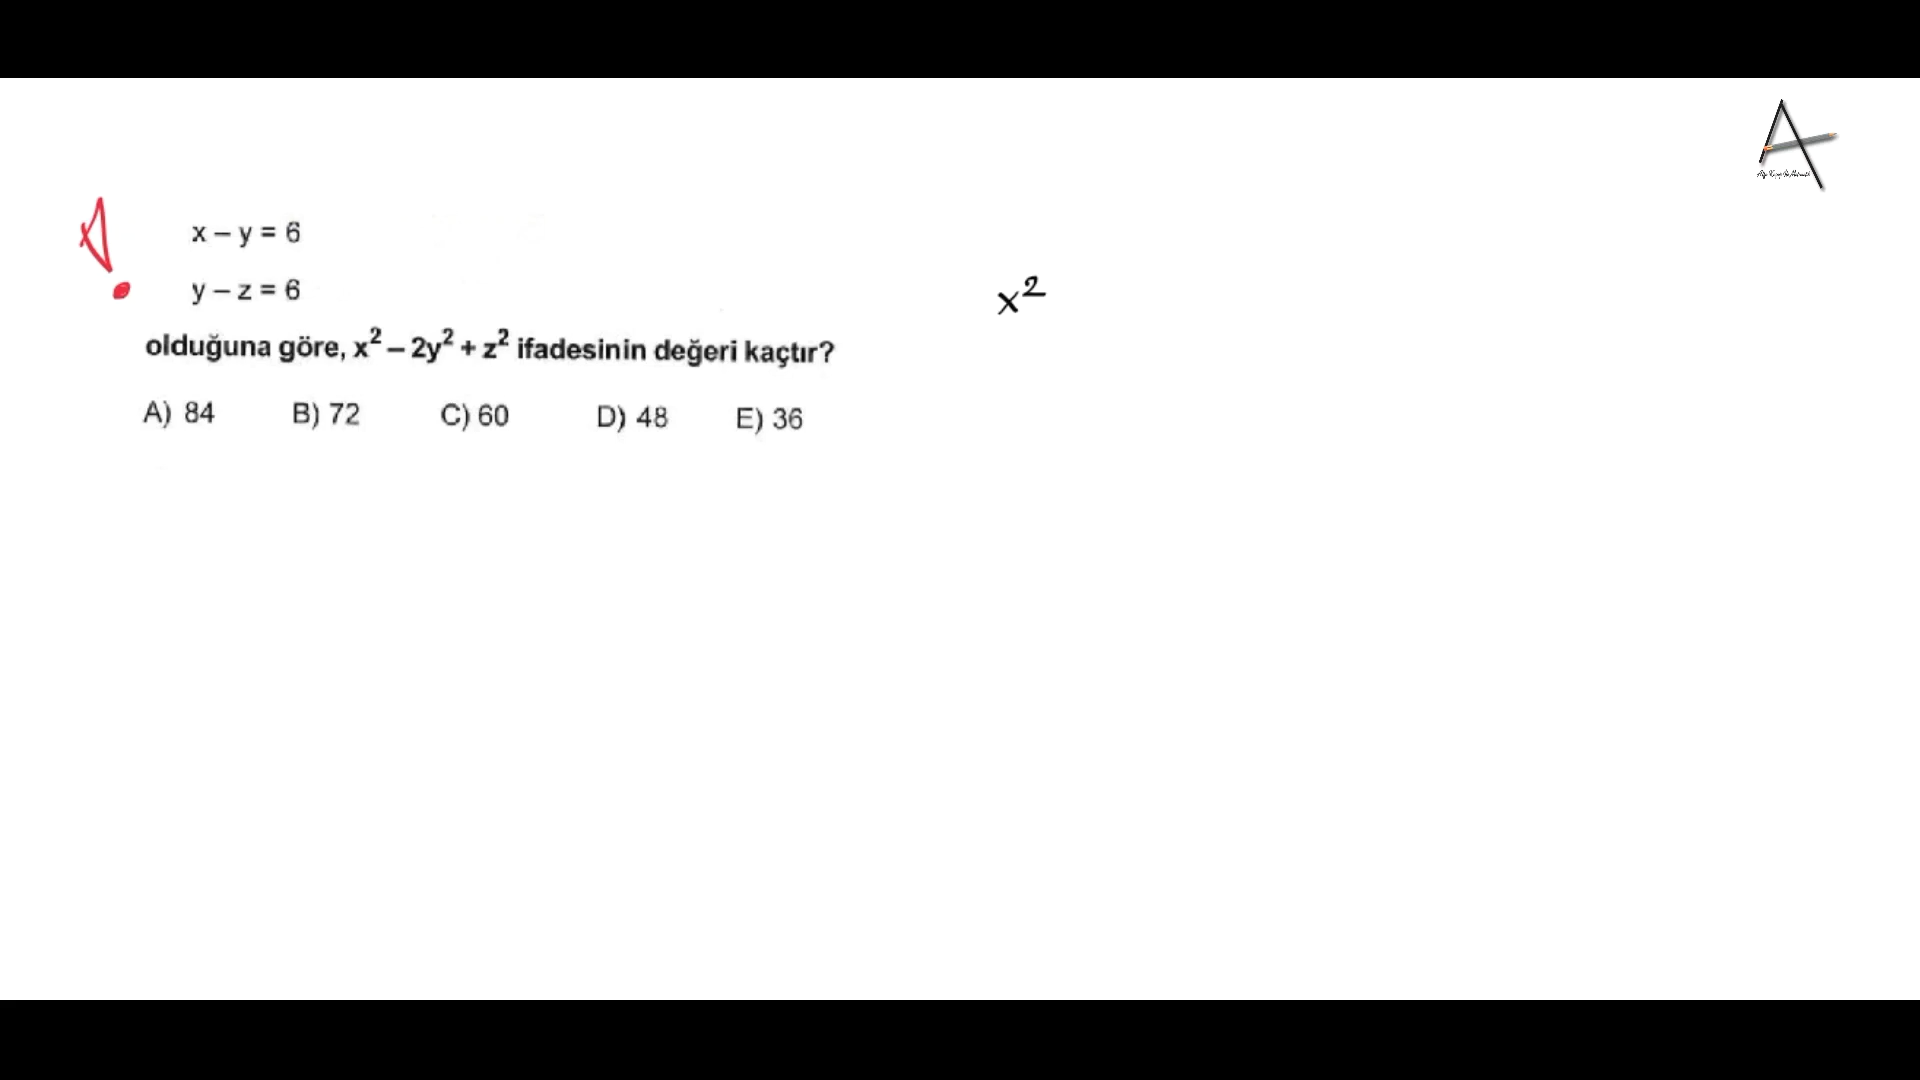 x – y = 6
y – z = 6
x²
olduğuna göre, x² – 2y² + z² ifadesinin değeri kaçtır?
A) 84 B) 72 C) 60 D) 48 E) 36